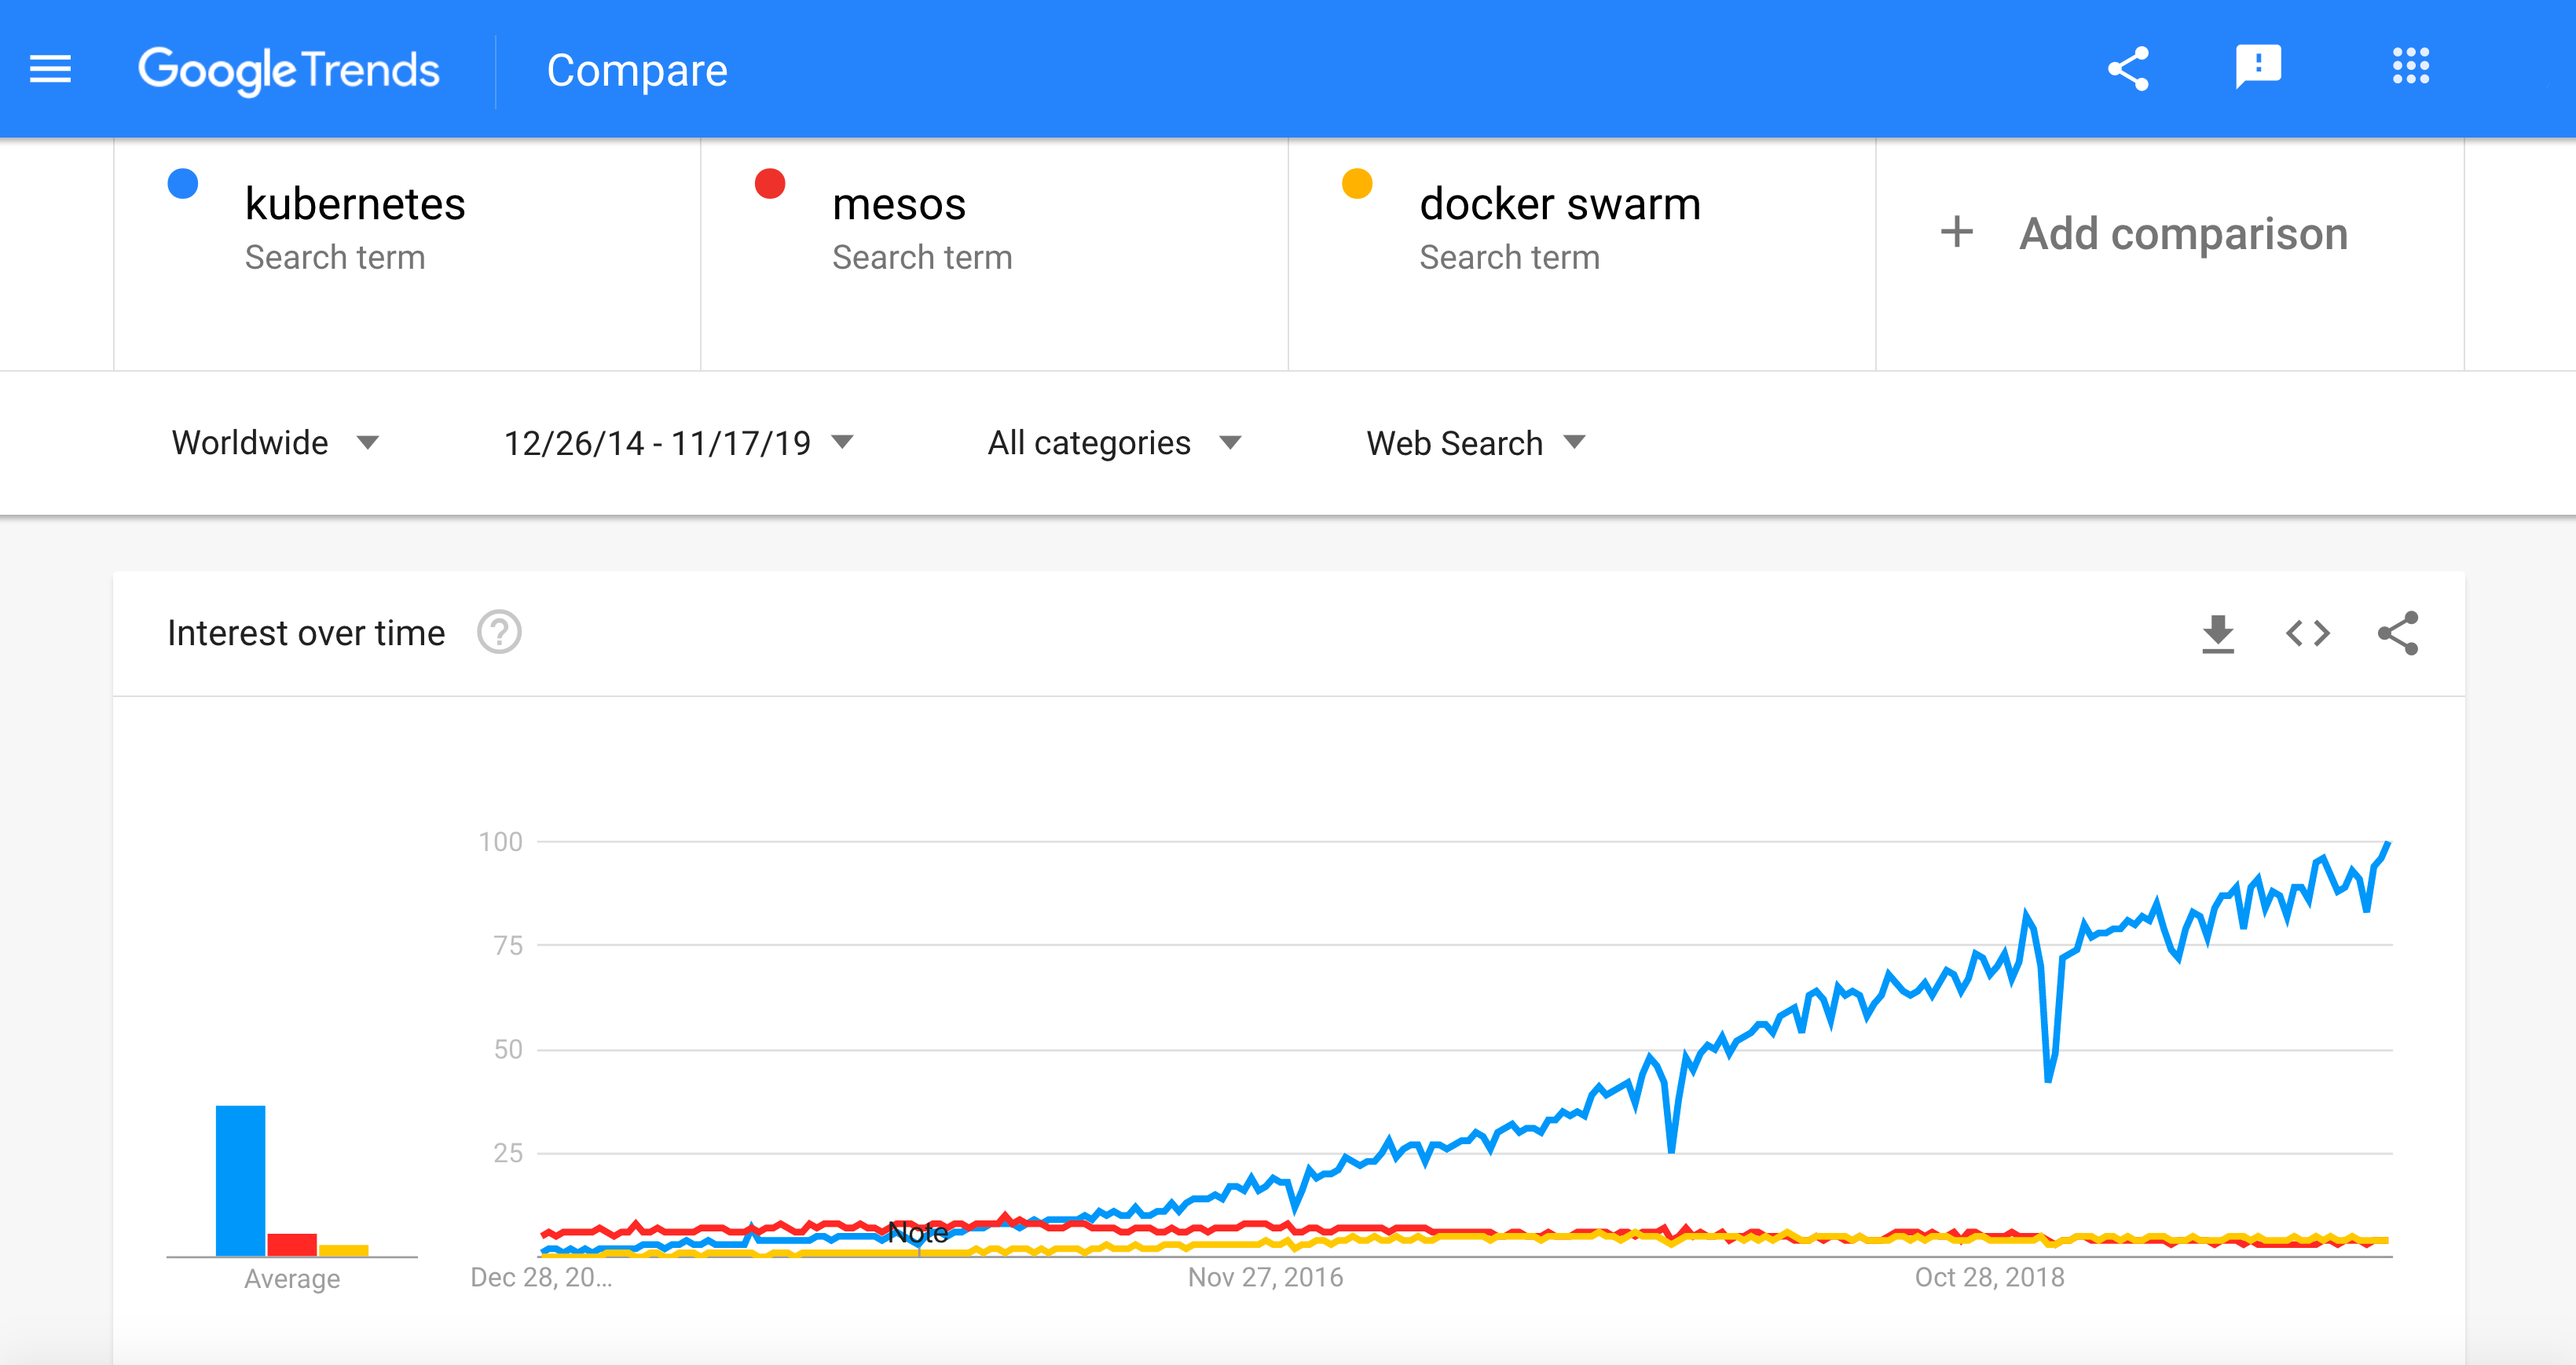 Google Trends Compare
kubernetes
Search term
mesos
Search term
docker swarm
Search term
+ Add comparison
Worldwide
12/26/14 - 11/17/19
All categories
Web Search
Interest over time ?
100
75
50
25
Note
Average
Dec 28, 20...
Nov 27, 2016
Oct 28, 2018